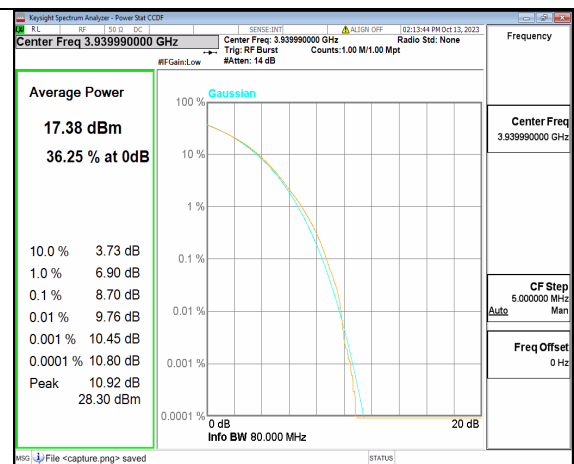 Keysight Spectrum Analyzer - Power Stat CCDF
RL RF 50 Ω DC SENSE:INT ALIGN OFF 02:13:44 PM Oct 13, 2023
Center Freq 3.939990000 GHz
Center Freq: 3.939990000 GHz Radio Std: None
Trig: RF Burst Counts:1.00 M/1.00 Mpt
#IFGain:Low #Atten: 14 dB
Frequency
Average Power
17.38 dBm
36.25 % at 0dB
10.0 % 3.73 dB
1.0 % 6.90 dB
0.1 % 8.70 dB
0.01 % 9.76 dB
0.001 % 10.45 dB
0.0001 % 10.80 dB
Peak 10.92 dB
28.30 dBm
Gaussian
100 %
10 %
1 %
0.1 %
0.01 %
0.001 %
0.0001 %
0 dB 20 dB
Info BW 80.000 MHz
Center Freq
3.939990000 GHz
CF Step
5.000000 MHz
Auto Man
Freq Offset
0 Hz
MSG File <capture.png> saved STATUS